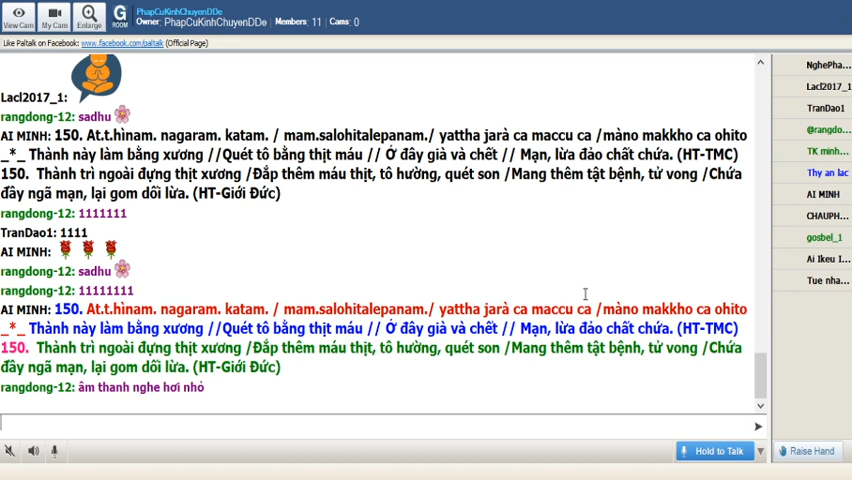 PhapCuKinhChuyenDDe
Owner: PhapCuKinhChuyenDDe Members: 11 Cams: 0
View Cam My Cam Enlarge G ROOM
Like Paltalk on Facebook: www.facebook.com/paltalk (Official Page)
Lacl2017_1:
rangdong-12: sadhu
AI MINH: 150. At.t.hìnam. nagaram. katam. / mam.salohitalepanam./ yattha jarà ca maccu ca /màno makkho ca ohito
_*_ Thành này làm bằng xương //Quét tô bằng thịt máu // Ở đây già và chết // Mạn, lừa đảo chất chứa. (HT-TMC)
150. Thành trì ngoài đựng thịt xương /Đắp thêm máu thịt, tô hường, quét son /Mang thêm tật bệnh, tử vong /Chứa
đây ngã mạn, lại gom dối lừa. (HT-Giới Đức)
rangdong-12: 1111111
TranDao1: 1111
AI MINH:
rangdong-12: sadhu
rangdong-12: 11111111
AI MINH: 150. At.t.hìnam. nagaram. katam. / mam.salohitalepanam./ yattha jarà ca maccu ca /màno makkho ca ohito
_*_ Thành này làm bằng xương //Quét tô bằng thịt máu // Ở đây già và chết // Mạn, lừa đảo chất chứa. (HT-TMC)
150. Thành trì ngoài đựng thịt xương /Đắp thêm máu thịt, tô hường, quét son /Mang thêm tật bệnh, tử vong /Chứa
đây ngã mạn, lại gom dối lừa. (HT-Giới Đức)
rangdong-12: âm thanh nghe hơi nhỏ
Hold to Talk
Raise Hand
NghePha...
Lacl2017_1
TranDao1
@rangdo...
TK minh...
Thy an lac
AI MINH
CHAUPH...
gosbel_1
Ai Ikeu I...
Tue nha...